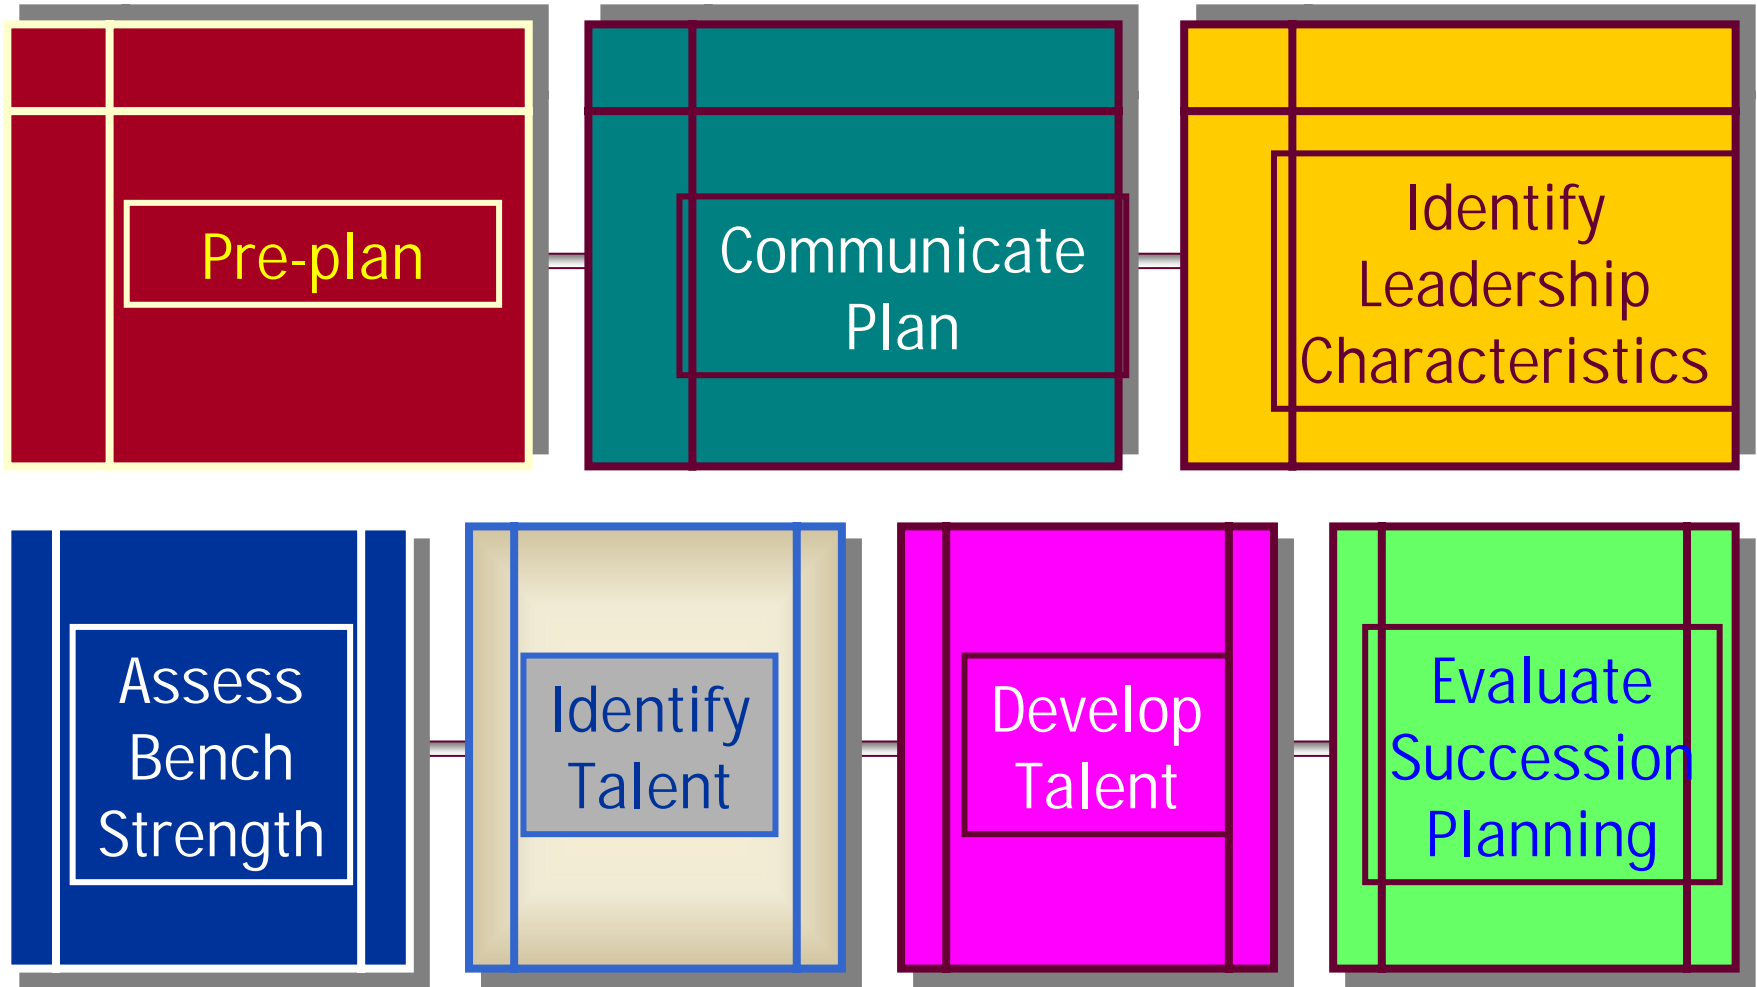 Pre-plan
Communicate
Plan
Identify
Leadership
Characteristics
Assess
Bench
Strength
Identify
Talent
Develop
Talent
Evaluate
Succession
Planning